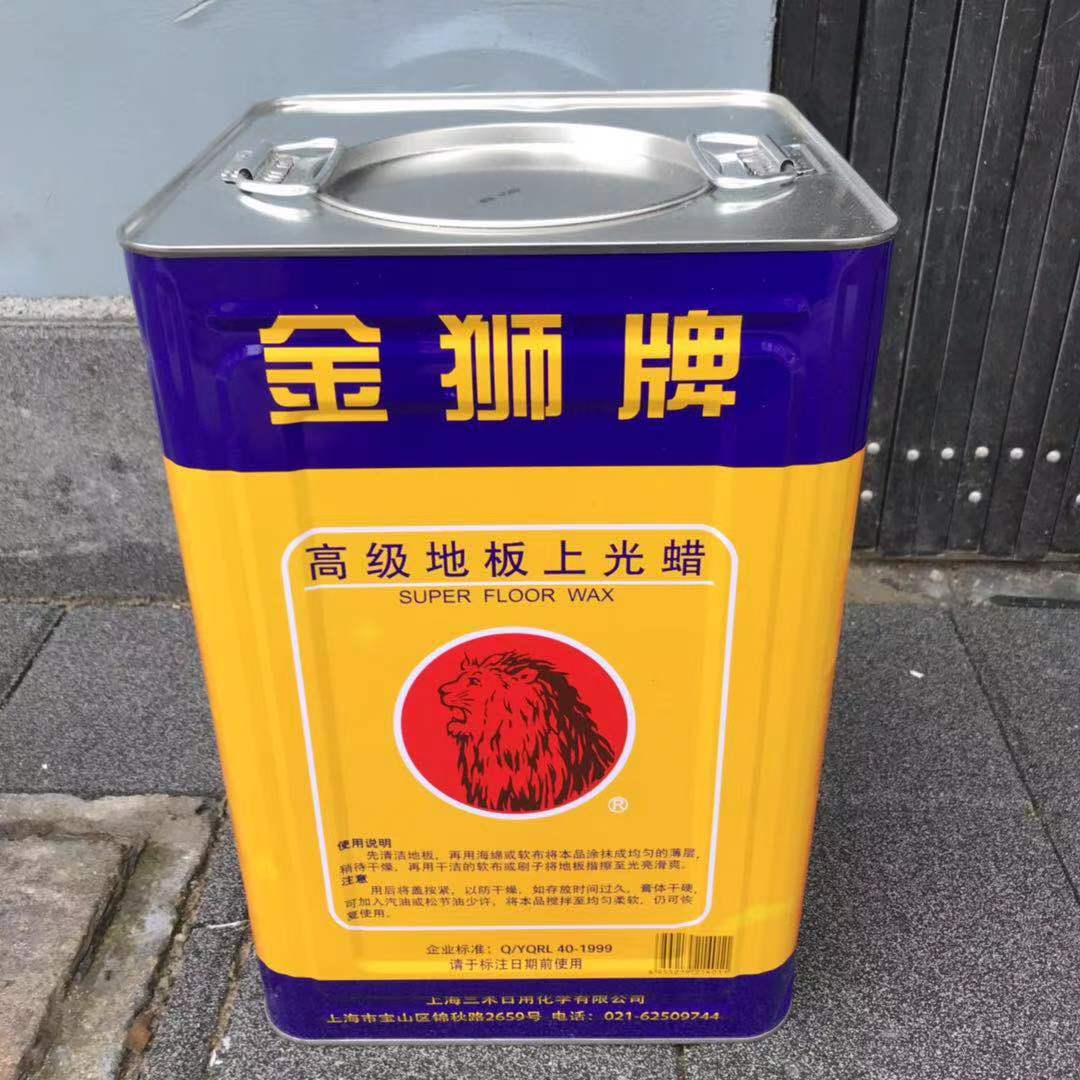 金狮牌
高级地板上光蜡
SUPER FLOOR WAX
®
使用说明
先清洁地板，再用海绵或软布将本品涂抹成均匀的薄层，
稍待干燥，再用干洁的软布或刷子将地板揩擦至光亮滑爽。
注意
用后将盖按紧，以防干燥，如存放时间过久，膏体干硬，
可加入汽油或松节油少许，将本品搅拌至均匀柔软，仍可恢
复使用。
企业标准：Q/YQRL 40-1999
请于标注日期前使用
上海三禾日用化学有限公司
上海市宝山区锦秋路2659号 电话：021-62509744